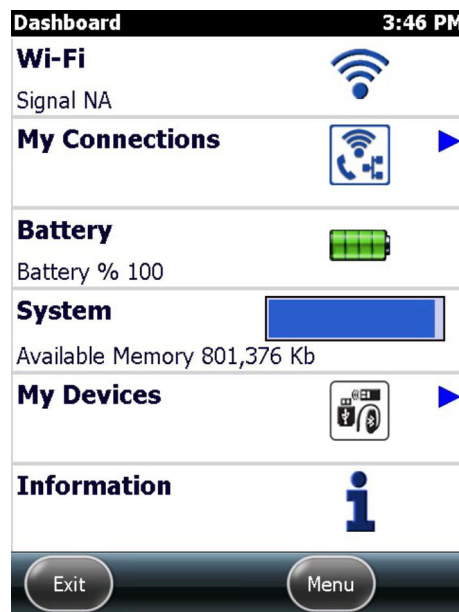 Dashboard 3:46 PM
Wi-Fi
Signal NA
My Connections
Battery
Battery % 100
System
Available Memory 801,376 Kb
My Devices
Information
Exit Menu